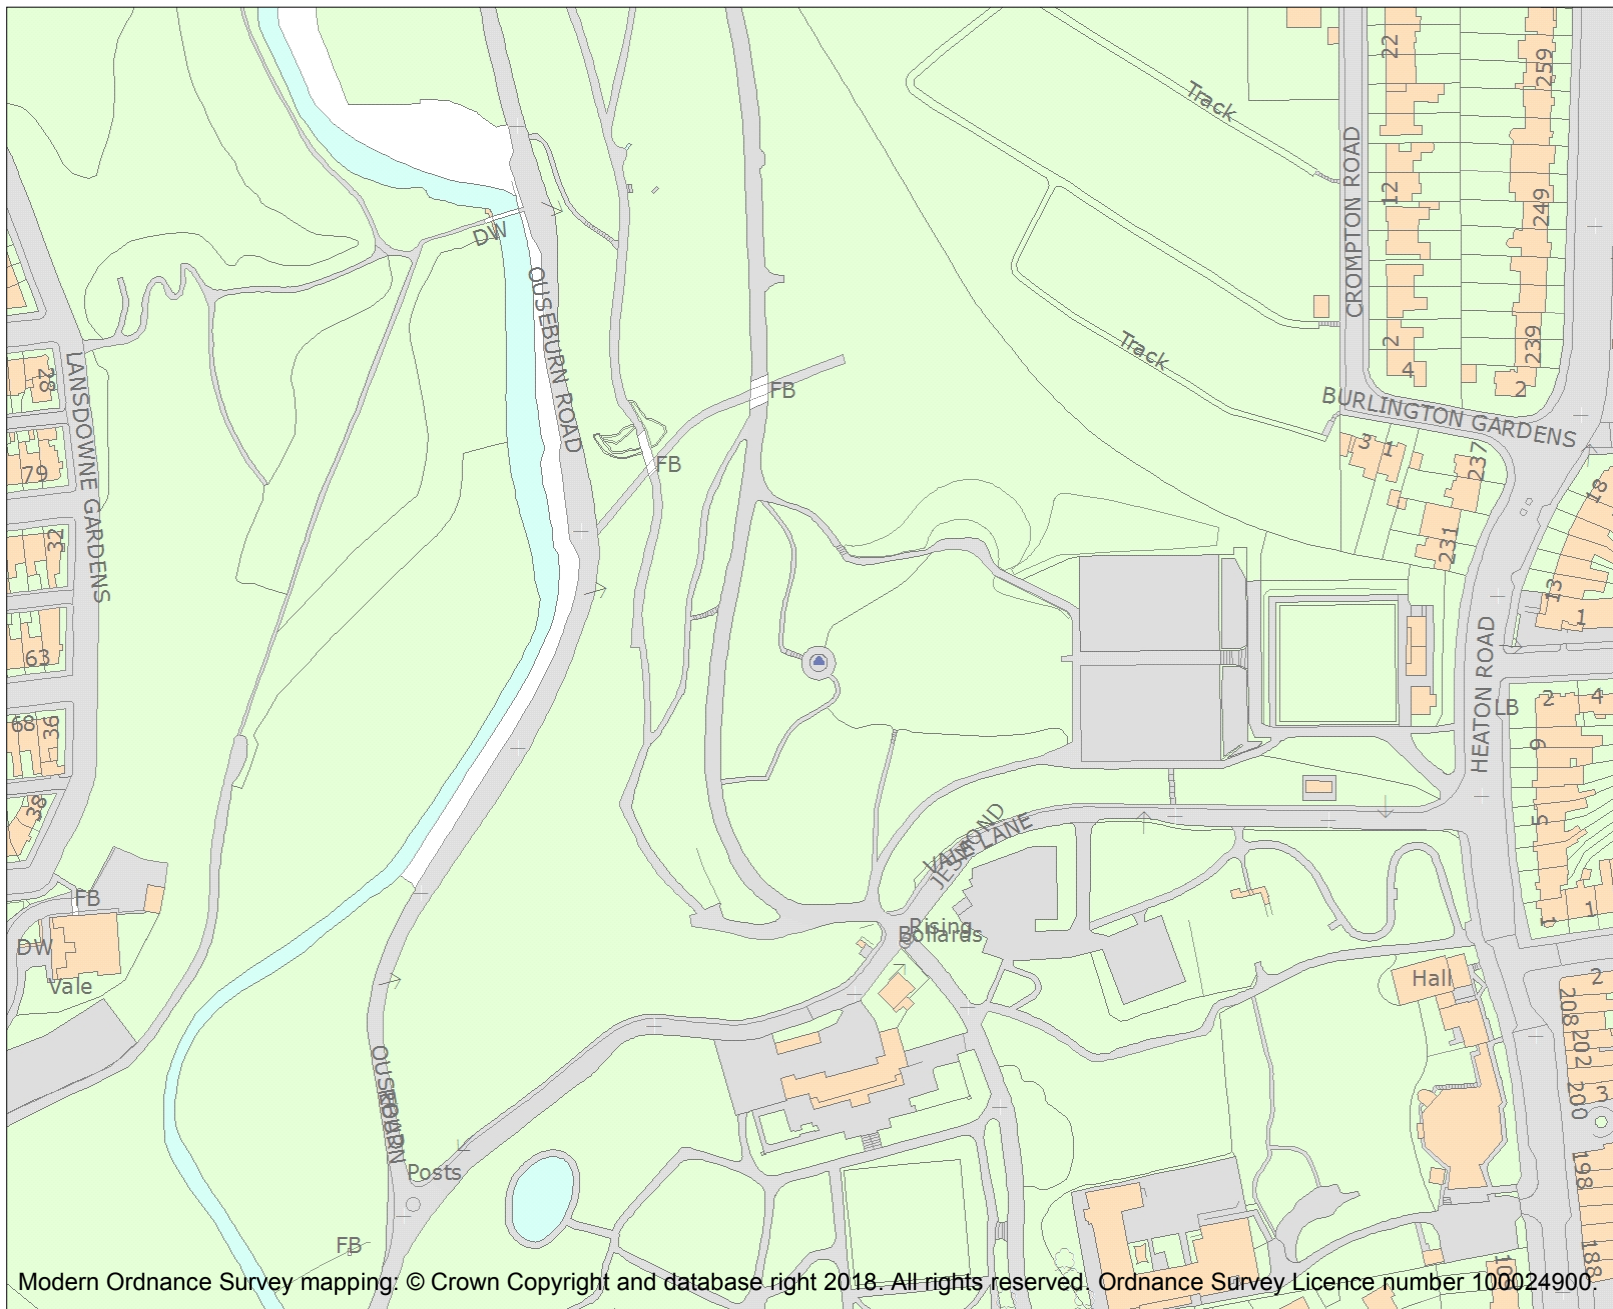 22
259
Track
CROMPTON ROAD
12
249
DW
OUSEBURN ROAD
Track
2
239
4
2
28
LANSDOWNE GARDENS
FB
BURLINGTON GARDENS
3
1
237
79
FB
18
32
231
13
1
63
HEATON ROAD
2
4
LB
68
36
9
38
5
JESMOND
VALE LANE
FB
1
1
Rising
Bollards
DW
Vale
Hall
2
208
202
OUSEBURN
ROAD
200
3
Posts
198
FB
188
Modern Ordnance Survey mapping: © Crown Copyright and database right 2018. All rights reserved. Ordnance Survey Licence number 100024900.